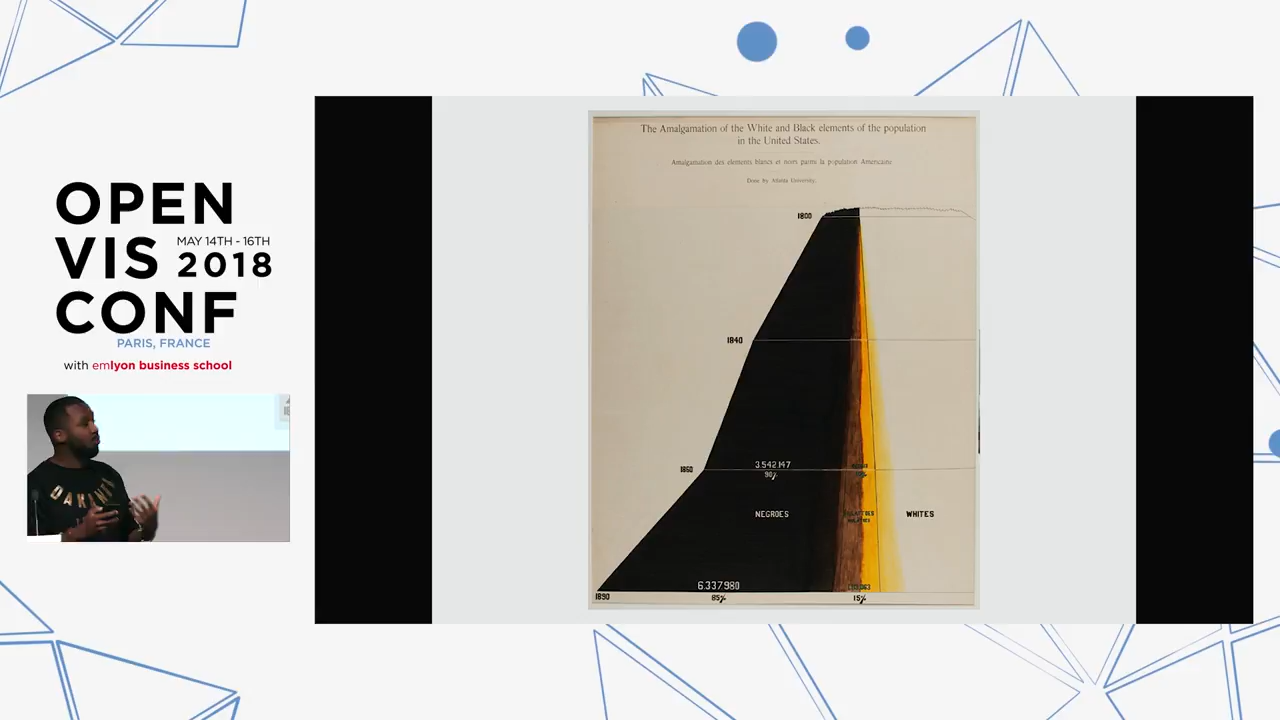 OPEN
VIS
MAY 14TH - 16TH
2018
CONF
PARIS, FRANCE
with emlyon business school
OAKLAND
The Amalgamation of the White and Black elements of the population
in the United States.
Amalgamation des elements blancs et noirs parmi la population Americaine
Done by Atlanta University.
1800
1840
1860
3.542.147
90%
NEGROES
WHITES
6.337.980
1890
85%
15%